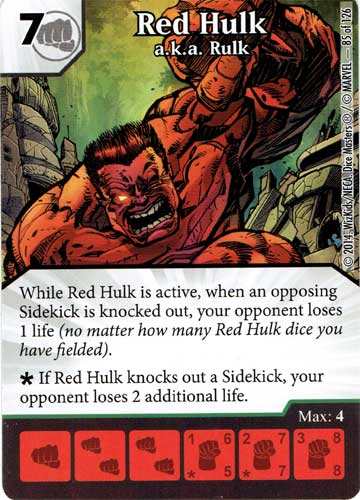 7
Red Hulk
a.k.a. Rulk
© 2014 WizKids/NECA, Dice Masters ® / © MARVEL — 85 of 126
While Red Hulk is active, when an opposing
Sidekick is knocked out, your opponent loses
1 life (no matter how many Red Hulk dice you
have fielded).
* If Red Hulk knocks out a Sidekick, your
opponent loses 2 additional life.
Max: 4
1 6
* 5
2 8
* 7
3 8
8